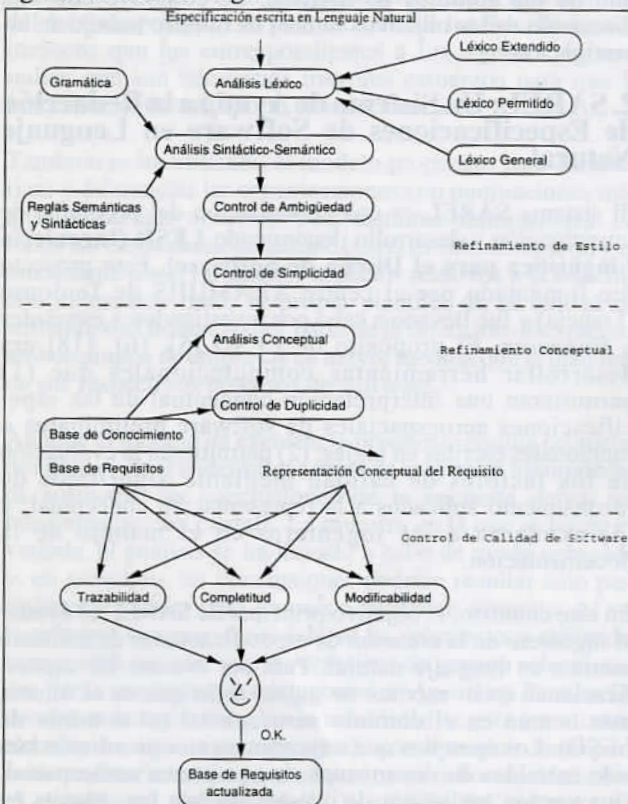 Especificación escrita en Lenguaje Natural
Léxico Extendido
Gramática
Análisis Léxico
Léxico Permitido
Análisis Sintáctico-Semántico
Léxico General
Reglas Semánticas
y Sintácticas
Control de Ambigüedad
Refinamiento de Estilo
Control de Simplicidad
Análisis Conceptual
Refinamiento Conceptual
Control de Duplicidad
Base de Conocimiento
Base de Requisitos
Representación Conceptual del Requisito
Control de Calidad de Software
Trazabilidad
Completitud
Modificabilidad
O.K.
Base de Requisitos
actualizada